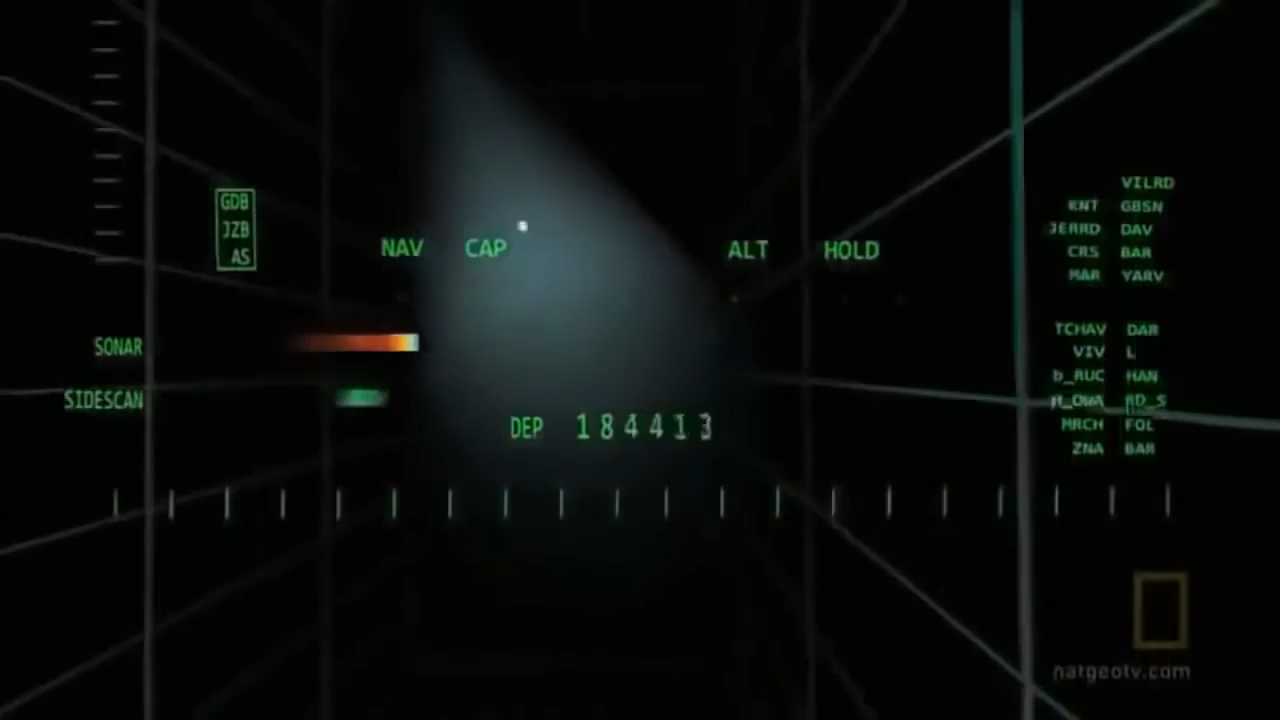 GDB
JZB
AS
NAV CAP ALT HOLD
SONAR
SIDESCAN
DEP 184413
VILRD
KNT GBSN
JERRD DAV
CRS BAR
MAR YARV
TCHAV DAR
VIV L
b_RUC HAN
RD_S
MRCH FOL
ZNA BAR
natgeotv.com